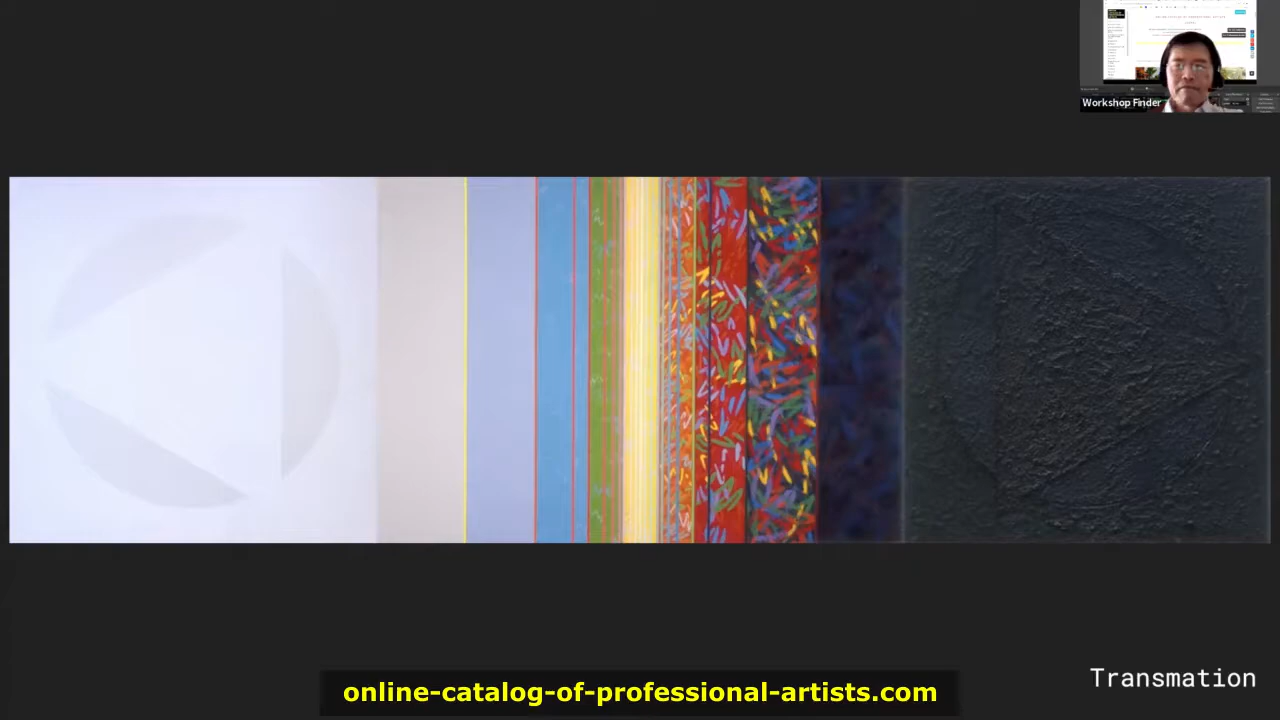 Workshop Finder
Transmation
online-catalog-of-professional-artists.com